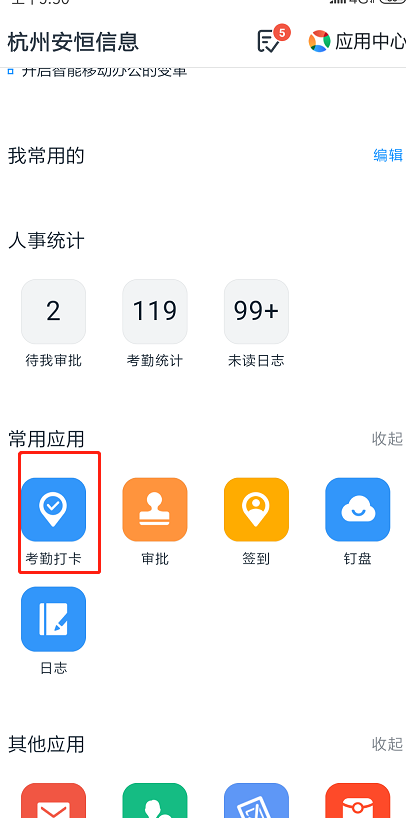 杭州安恒信息
5
应用中心
开启智能移动办公的变革
我常用的
编辑
人事统计
2
119
99+
待我审批
考勤统计
未读日志
常用应用
收起
考勤打卡
审批
签到
钉盘
日志
其他应用
收起